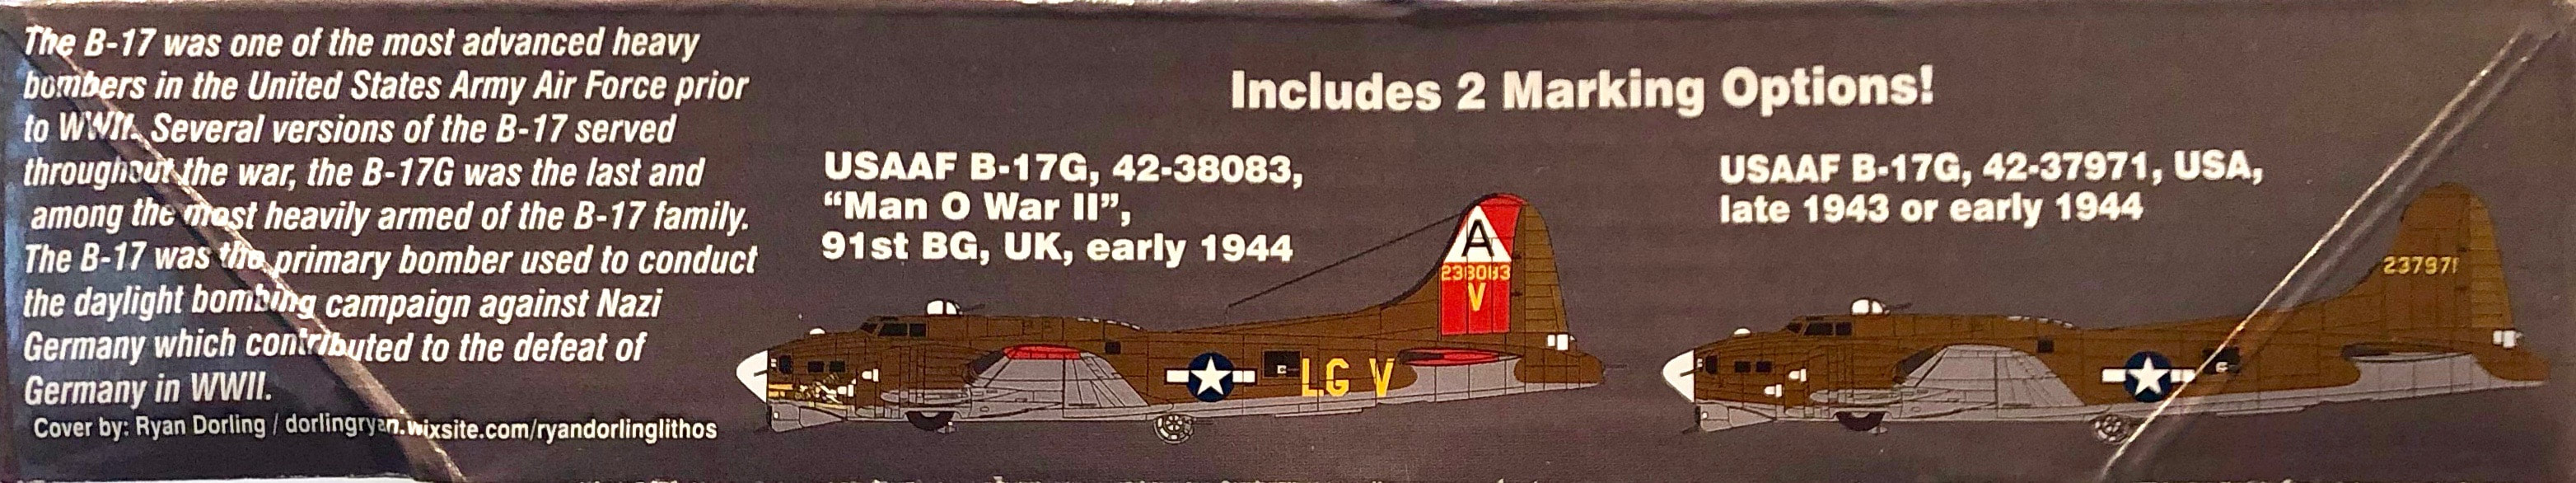 The B-17 was one of the most advanced heavy
bombers in the United States Army Air Force prior
to WWII. Several versions of the B-17 served
throughout the war, the B-17G was the last and
among the most heavily armed of the B-17 family.
The B-17 was the primary bomber used to conduct
the daylight bombing campaign against Nazi
Germany which contributed to the defeat of
Germany in WWII.
Cover by: Ryan Dorling / dorlingryan.wixsite.com/ryandorlinglithos
Includes 2 Marking Options!
USAAF B-17G, 42-38083,
“Man O War II”,
91st BG, UK, early 1944
A
238083
V
LG V
USAAF B-17G, 42-37971, USA,
late 1943 or early 1944
237971